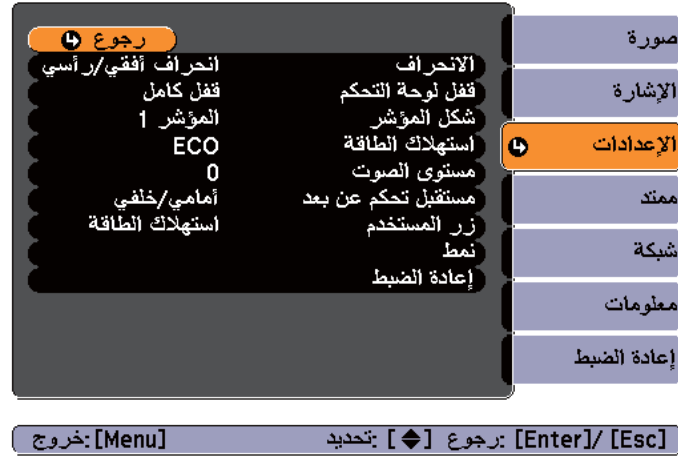 صورة
الإشارة
الإعدادات
ممتد
شبكة
معلومات
إعادة الضبط
رجوع
الانحراف انحراف أفقي/رأسي
قفل لوحة التحكم قفل كامل
شكل المؤشر المؤشر 1
استهلاك الطاقة ECO
مستوى الصوت 0
مستقبل تحكم عن بعد أمامي/خلفي
زر المستخدم استهلاك الطاقة
نمط
إعادة الضبط
[Esc] /[Enter] :رجوع [◆] :تحديد [Menu] :خروج